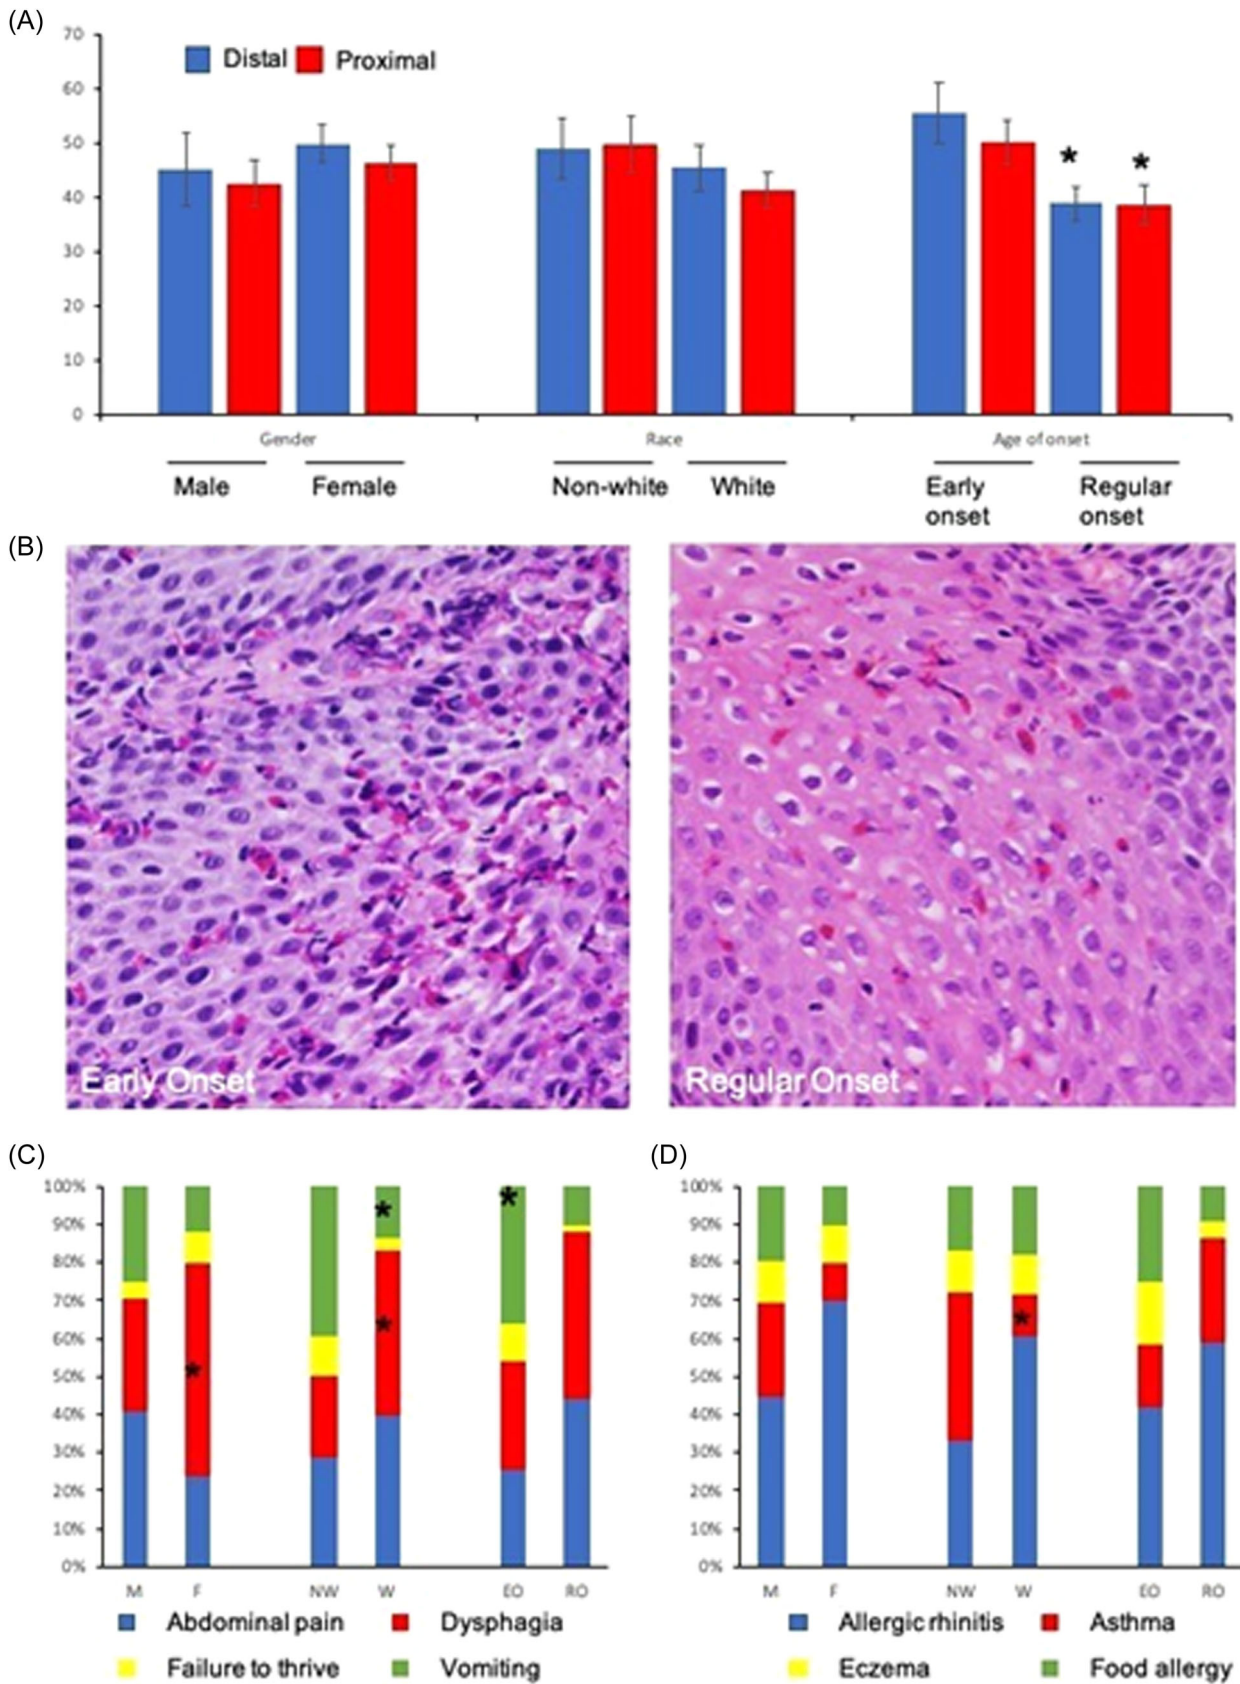 (A)
70
60
50
40
30
20
10
0
Distal Proximal
* *
Gender Race Age of onset
Male Female Non-white White Early onset Regular onset
(B)
Early Onset Regular Onset
(C)
100%
90%
80%
70%
60%
50%
40%
30%
20%
10%
0%
* * * *
M F NW W EO RO
Abdominal pain Dysphagia
Failure to thrive Vomiting
(D)
100%
90%
80%
70%
60%
50%
40%
30%
20%
10%
0%
*
M F NW W EO RO
Allergic rhinitis Asthma
Eczema Food allergy